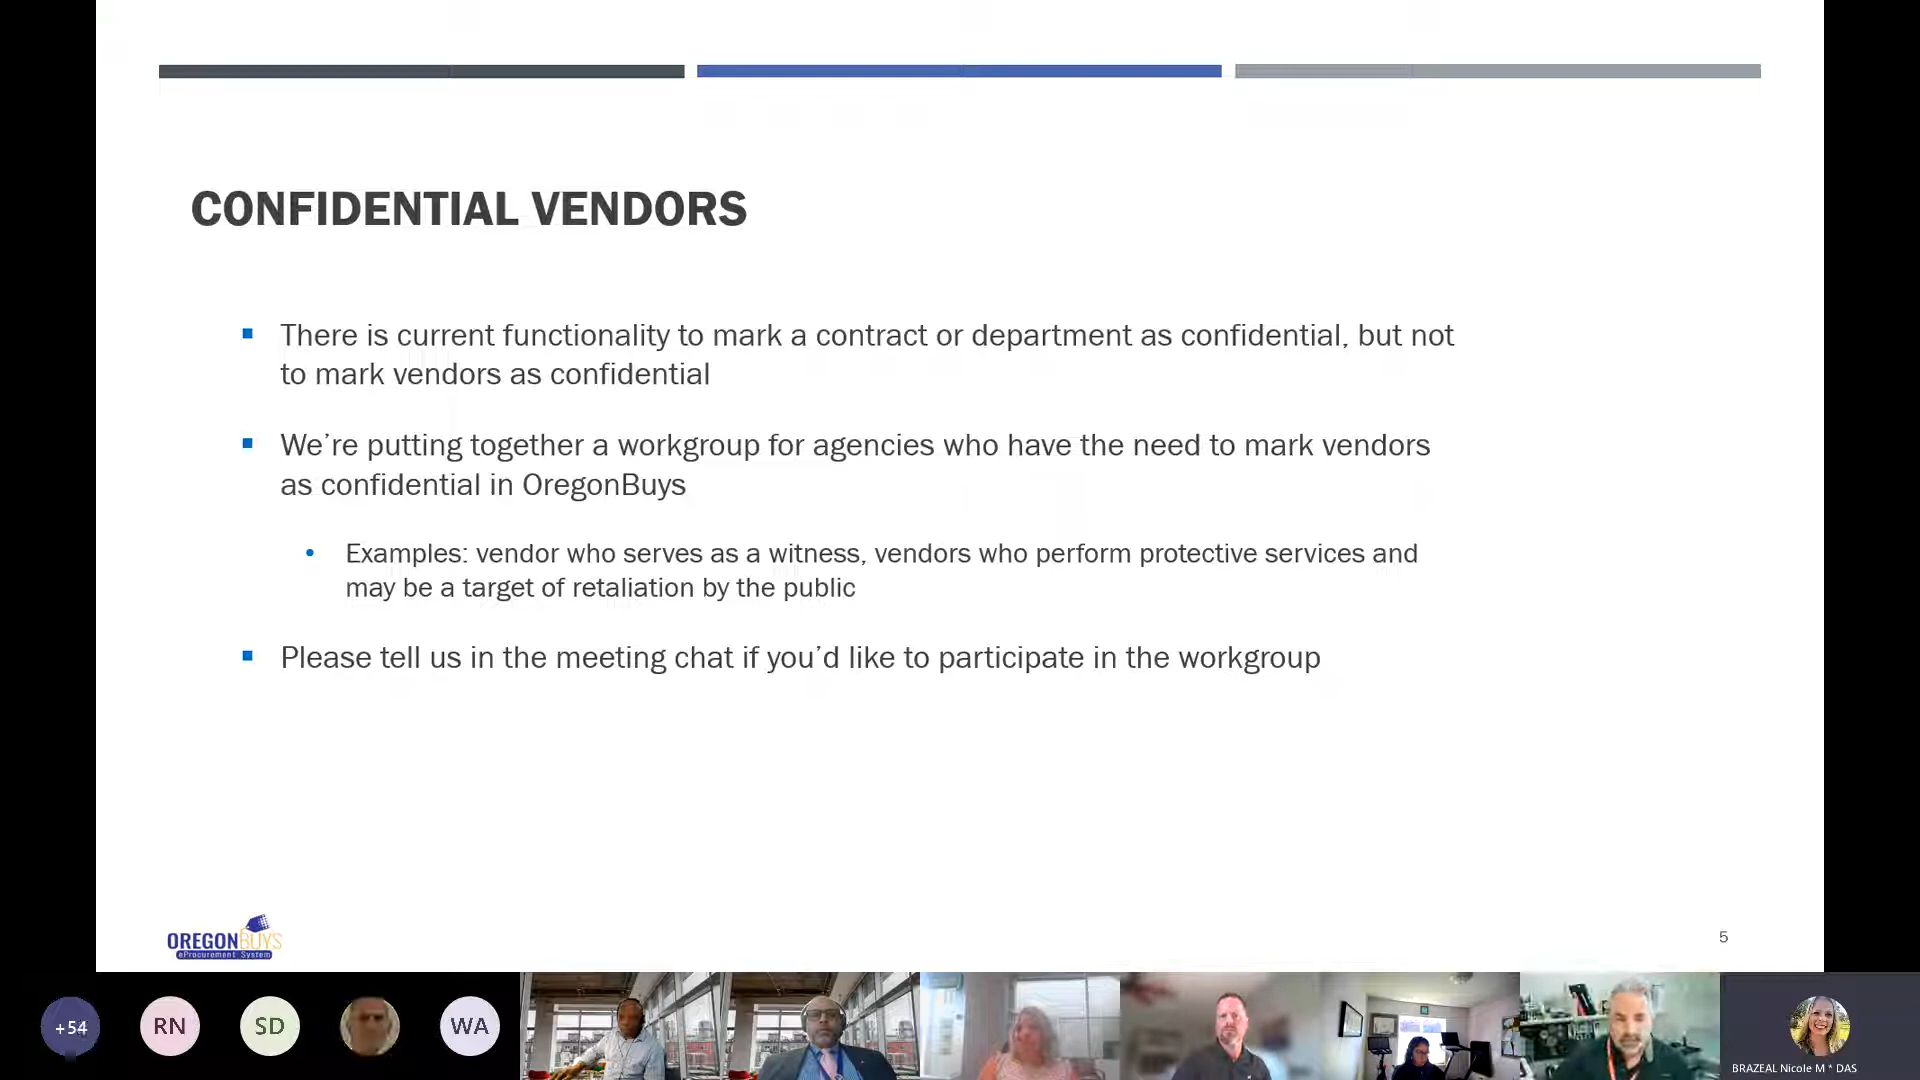 CONFIDENTIAL VENDORS
There is current functionality to mark a contract or department as confidential, but not
to mark vendors as confidential
We’re putting together a workgroup for agencies who have the need to mark vendors
as confidential in OregonBuys
Examples: vendor who serves as a witness, vendors who perform protective services and
may be a target of retaliation by the public
Please tell us in the meeting chat if you’d like to participate in the workgroup
OREGONBUYS
eProcurement System
5
+54
RN
SD
WA
BRAZEAL Nicole M * DAS